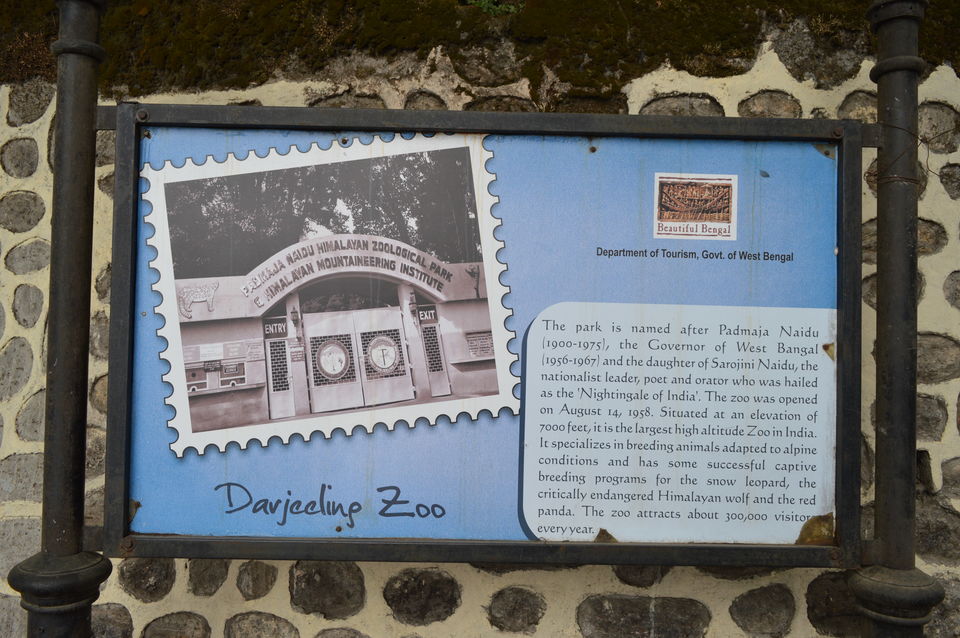 PADMAJA NAIDU HIMALAYAN ZOOLOGICAL PARK
& HIMALAYAN MOUNTAINEERING INSTITUTE
ENTRY
EXIT
Darjeeling Zoo
Beautiful Bengal
Department of Tourism, Govt. of West Bengal
The park is named after Padmaja Naidu
(1900-1975), the Governor of West Bangal
(1956-1967) and the daughter of Sarojini Naidu, the
nationalist leader, poet and orator who was hailed
as the 'Nightingale of India'. The zoo was opened
on August 14, 1958. Situated at an elevation of
7000 feet, it is the largest high altitude Zoo in India.
It specializes in breeding animals adapted to alpine
conditions and has some successful captive
breeding programs for the snow leopard, the
critically endangered Himalayan wolf and the red
panda. The zoo attracts about 300,000 visitor
every year.